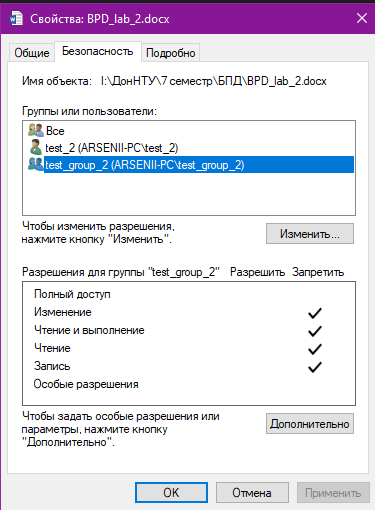 Свойства: BPD_lab_2.docx
Общие Безопасность Подробно
Имя объекта: I:\ДонНТУ\7 семестр\БПД\BPD_lab_2.docx
Группы или пользователи:
Все
test_2 (ARSENII-PC\test_2)
test_group_2 (ARSENII-PC\test_group_2)
Чтобы изменить разрешения,
нажмите кнопку "Изменить".
Изменить...
Разрешения для группы "test_group_2" Разрешить Запретить
Полный доступ
Изменение
Чтение и выполнение
Чтение
Запись
Особые разрешения
Чтобы задать особые разрешения или
параметры, нажмите кнопку
"Дополнительно".
Дополнительно
OK Отмена Применить